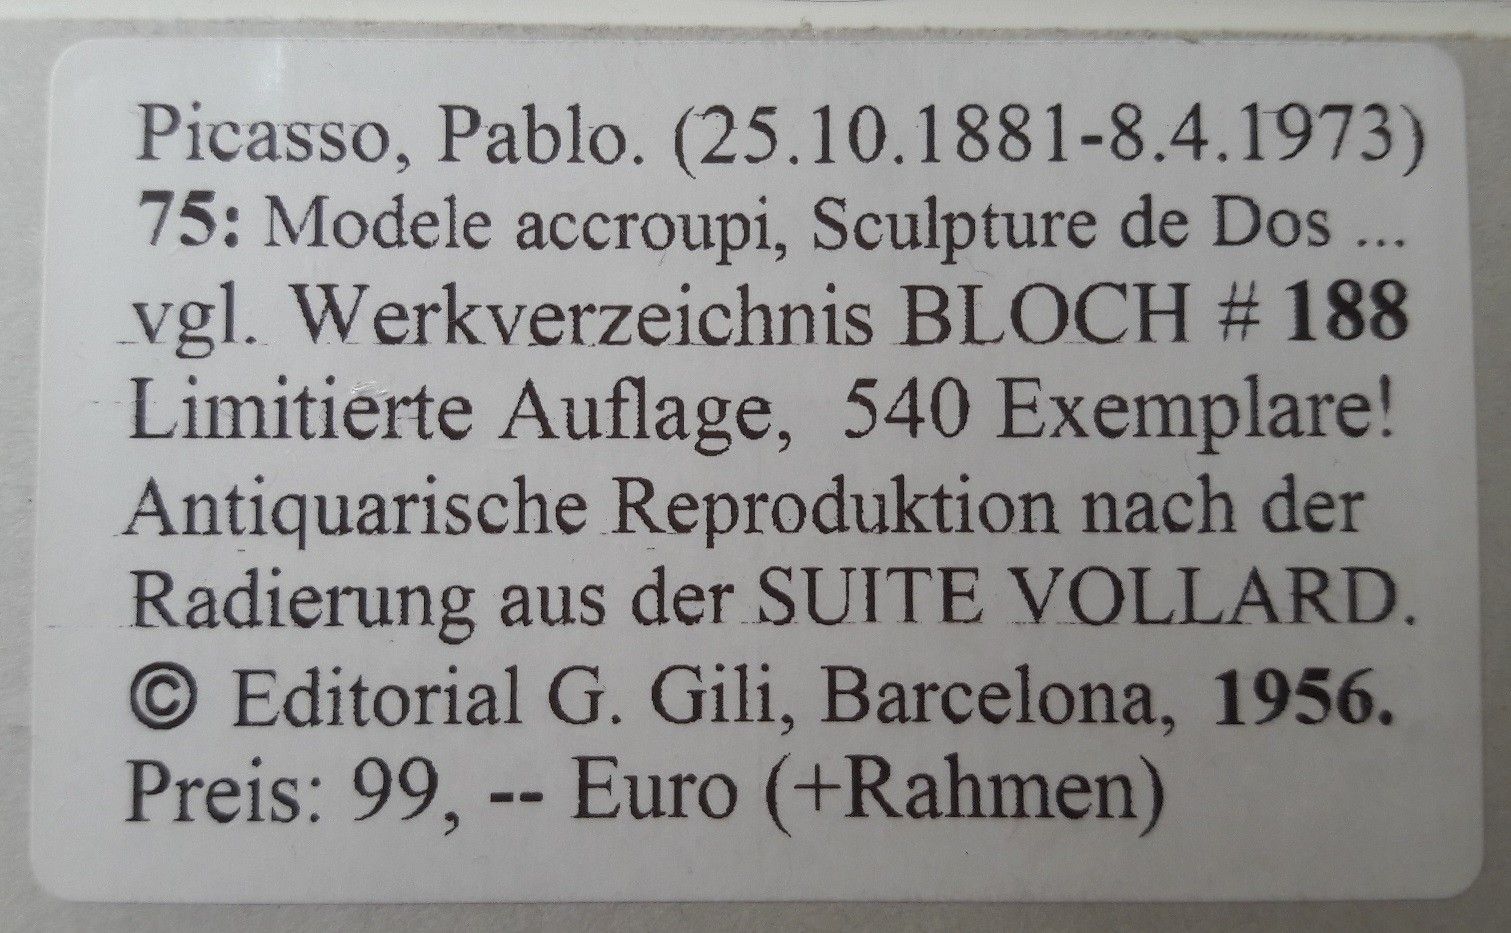 Picasso, Pablo. (25.10.1881-8.4.1973)
75: Modele accroupi, Sculpture de Dos ...
vgl. Werkverzeichnis BLOCH # 188
Limitierte Auflage, 540 Exemplare!
Antiquarische Reproduktion nach der
Radierung aus der SUITE VOLLARD.
© Editorial G. Gili, Barcelona, 1956.
Preis: 99, -- Euro (+Rahmen)